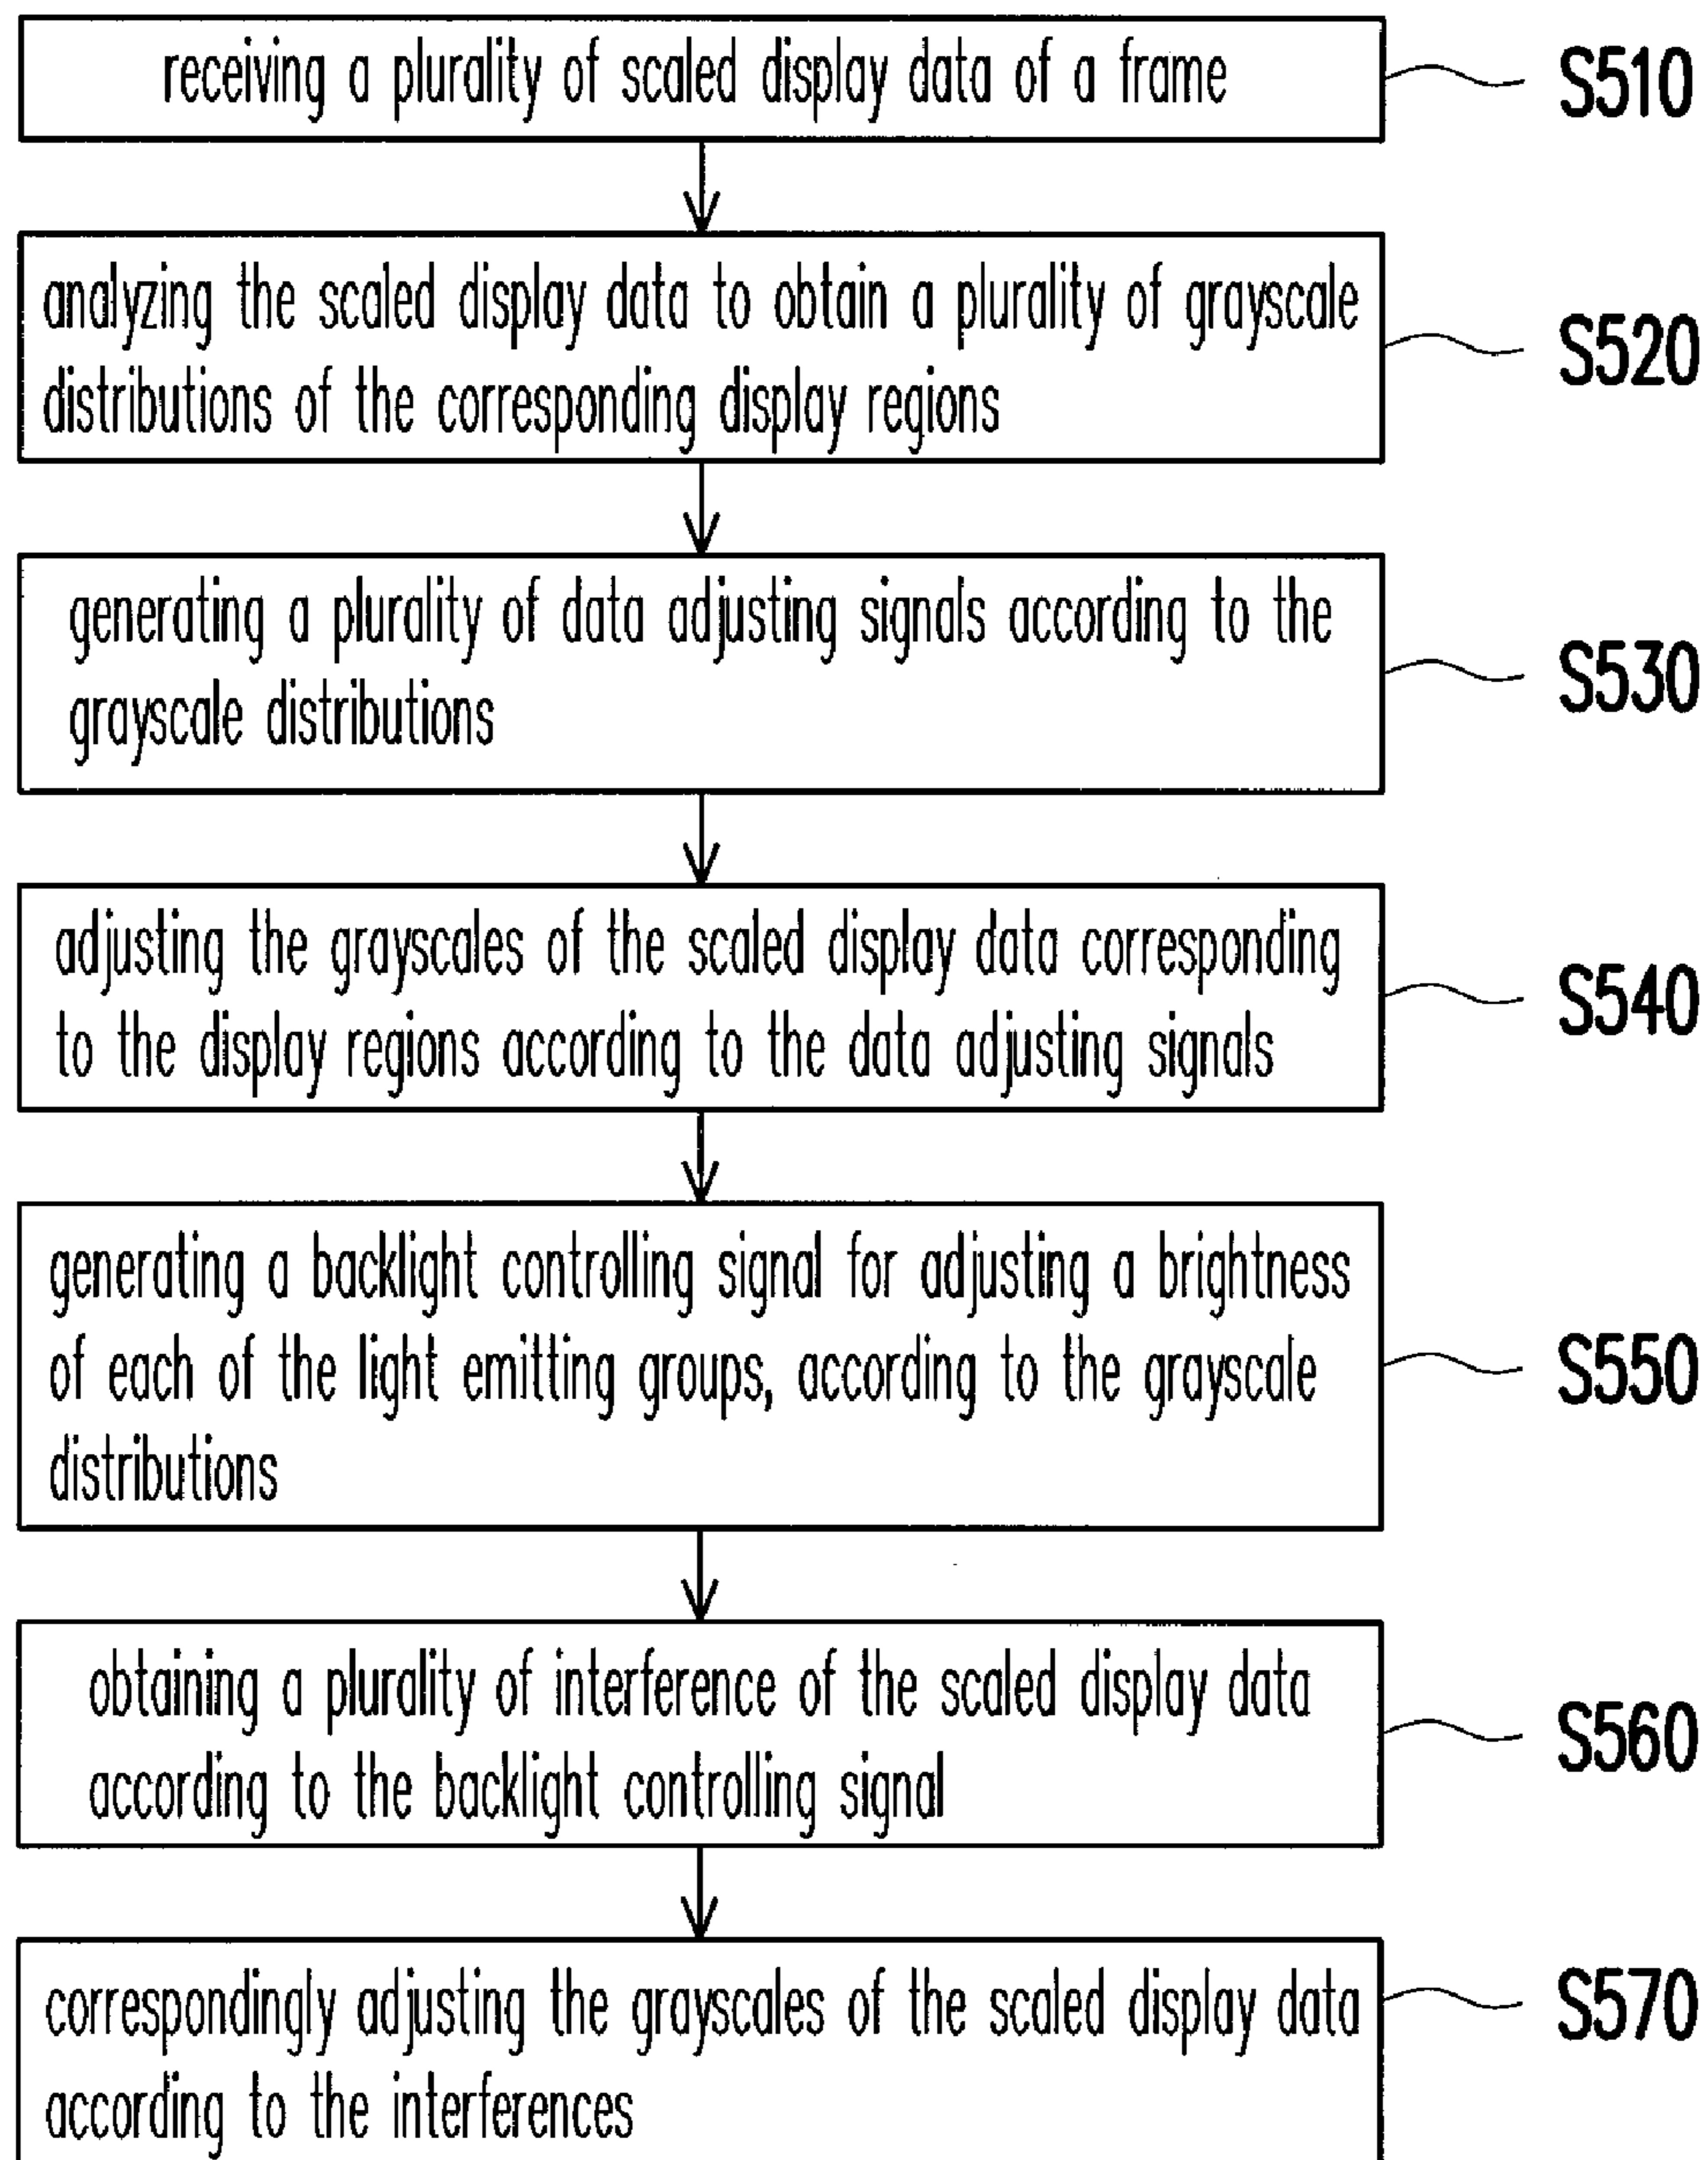 receiving a plurality of scaled display data of a frame
S510
analyzing the scaled display data to obtain a plurality of grayscale
distributions of the corresponding display regions
S520
generating a plurality of data adjusting signals according to the
grayscale distributions
S530
adjusting the grayscales of the scaled display data corresponding
to the display regions according to the data adjusting signals
S540
generating a backlight controlling signal for adjusting a brightness
of each of the light emitting groups, according to the grayscale
distributions
S550
obtaining a plurality of interference of the scaled display data
according to the backlight controlling signal
S560
correspondingly adjusting the grayscales of the scaled display data
according to the interferences
S570